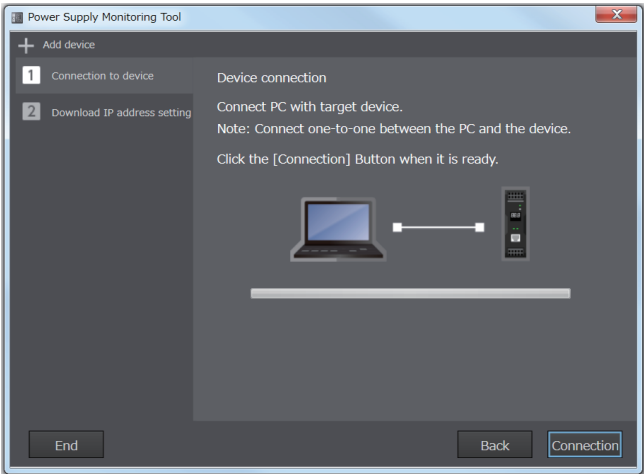 Power Supply Monitoring Tool
Add device
1 Connection to device
2 Download IP address setting
Device connection
Connect PC with target device.
Note: Connect one-to-one between the PC and the device.
Click the [Connection] Button when it is ready.
End
Back
Connection